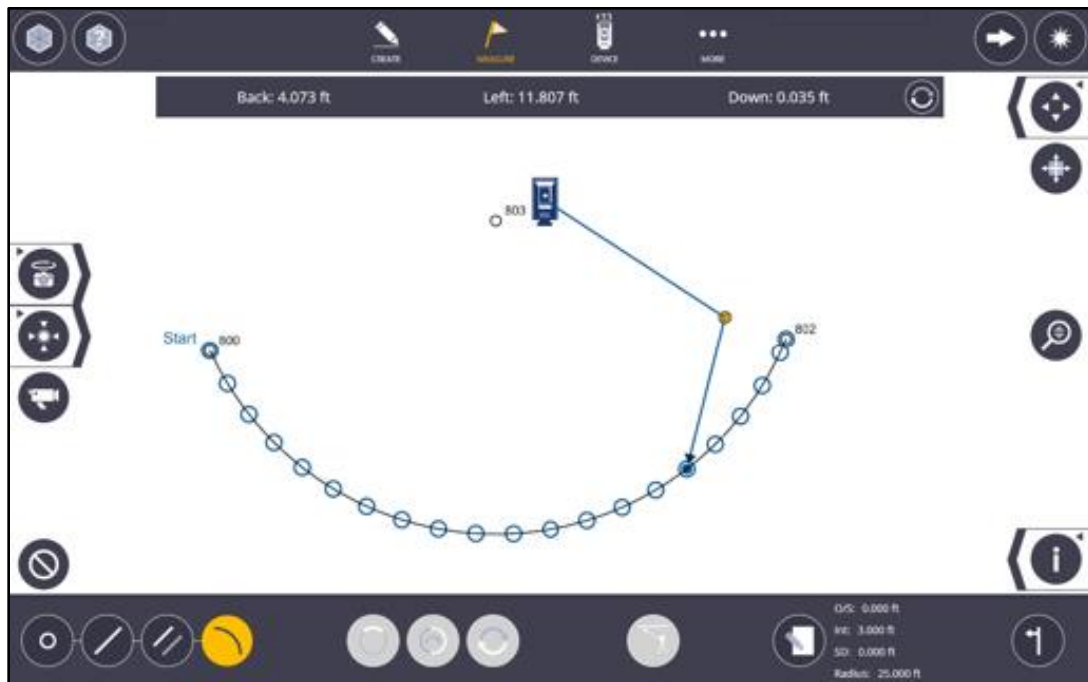 CREATE
MEASURE
DEVICE
MORE
Back: 4.073 ft Left: 11.807 ft Down: 0.035 ft
803
Start 800
802
O/S: 0.000 ft
Int: 3.000 ft
SD: 0.000 ft
Radius: 25.000 ft